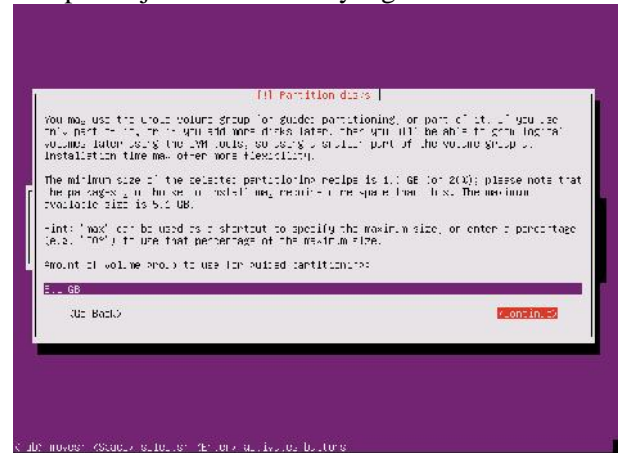 [!] Partition disks
You may use the whole volume group for guided partitioning, or part of it. If you use
only part of it, or if you add more disks later, then you will be able to grow logical
volumes later using the LVM tools, so using a smaller part of the volume group at
installation time may offer more flexibility.
The minimum size of the selected partitioning recipe is GB (or %); please note that
the packages you choose to install may require more space than this. The maximum
available size is 5.1 GB.
Hint: "max" can be used as a shortcut to specify the maximum size, or enter a percentage
(e.g. to use that percentage of the maximum size.
Amount of volume group to use for guided partitioning:
GB
<Go Back> <Continue>
<Tab> moves; <Space> selects; <Enter> activates buttons